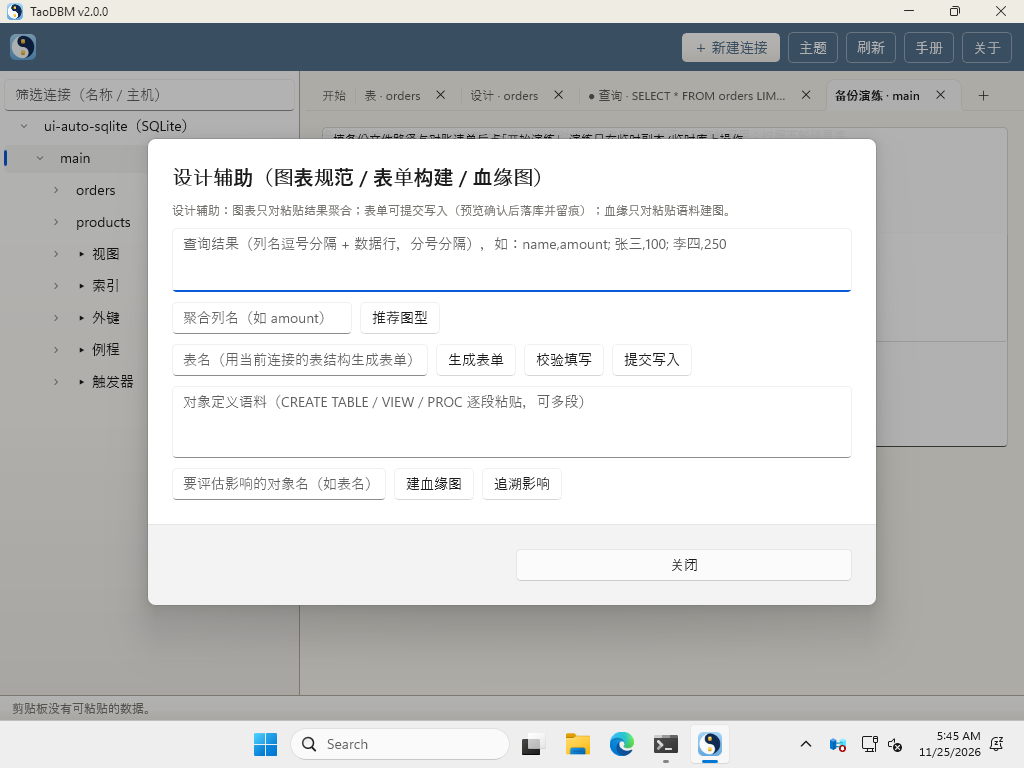 TaoDBM v2.0.0
+ 新建连接 主题 刷新 手册 关于
筛选连接（名称 / 主机）
开始 表 · orders 设计 · orders ● 查询 · SELECT * FROM orders LIM... 备份演练 · main
ui-auto-sqlite（SQLite）
main
orders
products
视图
索引
外键
例程
触发器
设计辅助（图表规范 / 表单构建 / 血缘图）
设计辅助：图表只对粘贴结果聚合；表单可提交写入（预览确认后落库并留痕）；血缘只对粘贴语料建图。
查询结果（列名逗号分隔 + 数据行，分号分隔），如：name,amount; 张三,100; 李四,250
聚合列名（如 amount） 推荐图型
表名（用当前连接的表结构生成表单） 生成表单 校验填写 提交写入
对象定义语料（CREATE TABLE / VIEW / PROC 逐段粘贴，可多段）
要评估影响的对象名（如表名） 建血缘图 追溯影响
关闭
剪贴板没有可粘贴的数据。
Search
5:45 AM
11/25/2026